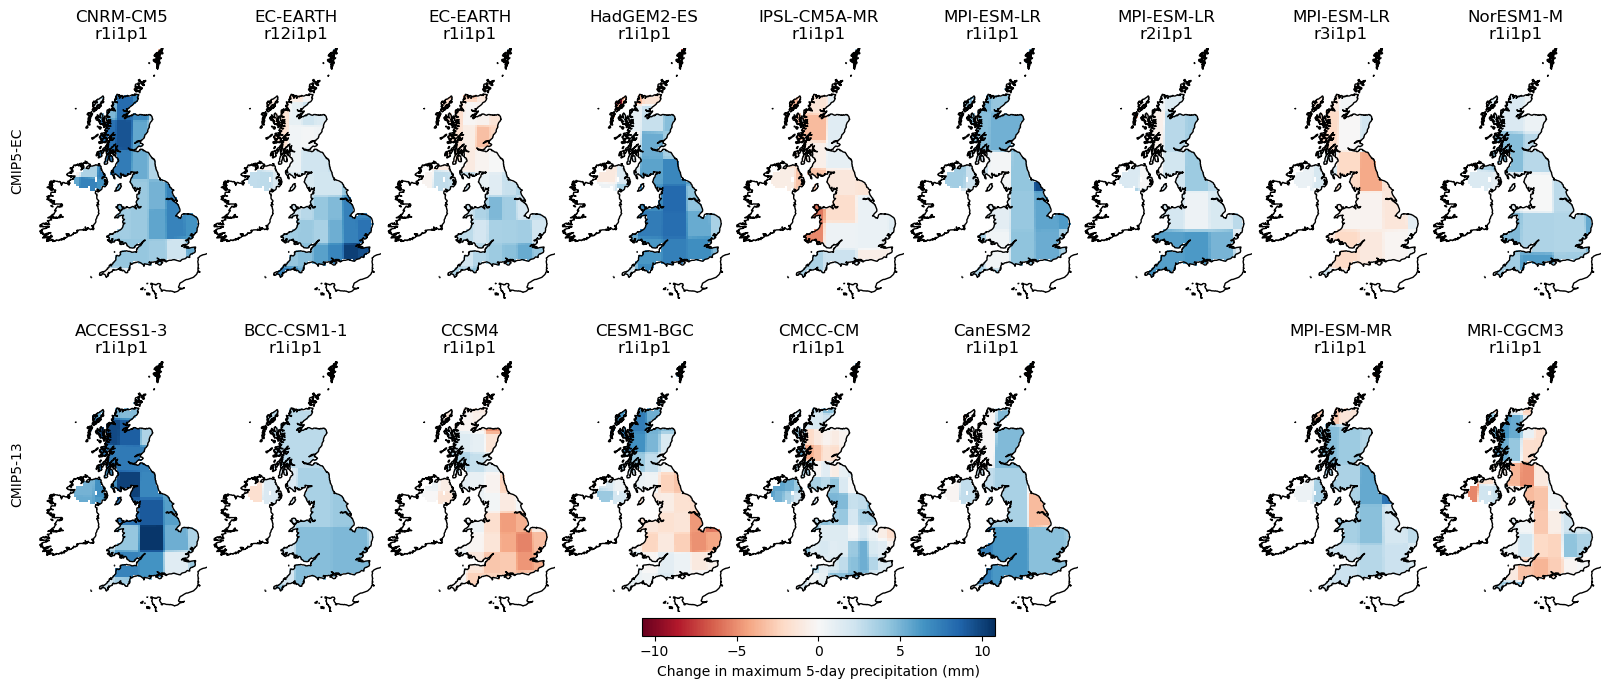 CNRM-CM5
r1i1p1
EC-EARTH
r12i1p1
EC-EARTH
r1i1p1
HadGEM2-ES
r1i1p1
IPSL-CM5A-MR
r1i1p1
MPI-ESM-LR
r1i1p1
MPI-ESM-LR
r2i1p1
MPI-ESM-LR
r3i1p1
NorESM1-M
r1i1p1
CMIP5-EC
ACCESS1-3
r1i1p1
BCC-CSM1-1
r1i1p1
CCSM4
r1i1p1
CESM1-BGC
r1i1p1
CMCC-CM
r1i1p1
CanESM2
r1i1p1
MPI-ESM-MR
r1i1p1
MRI-CGCM3
r1i1p1
CMIP5-13
−10 −5 0 5 10
Change in maximum 5-day precipitation (mm)